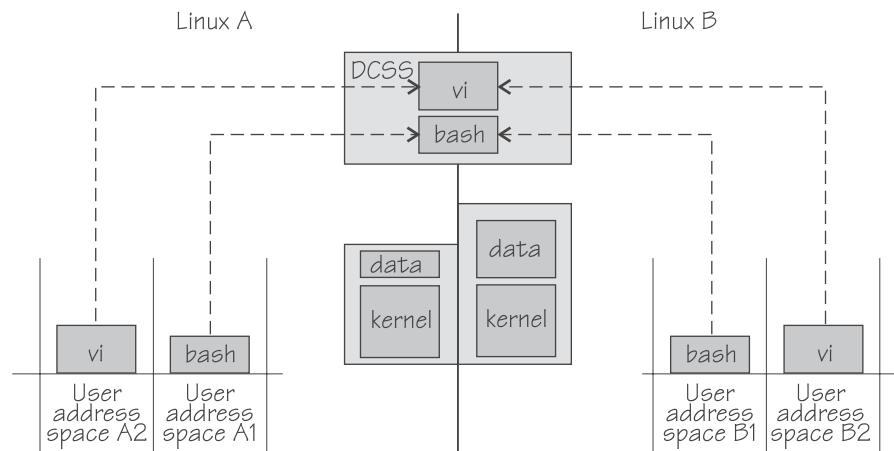 Linux A
Linux B
DCSS
vi
bash
data
data
kernel
kernel
vi
bash
bash
vi
User
address
space A2
User
address
space A1
User
address
space B1
User
address
space B2